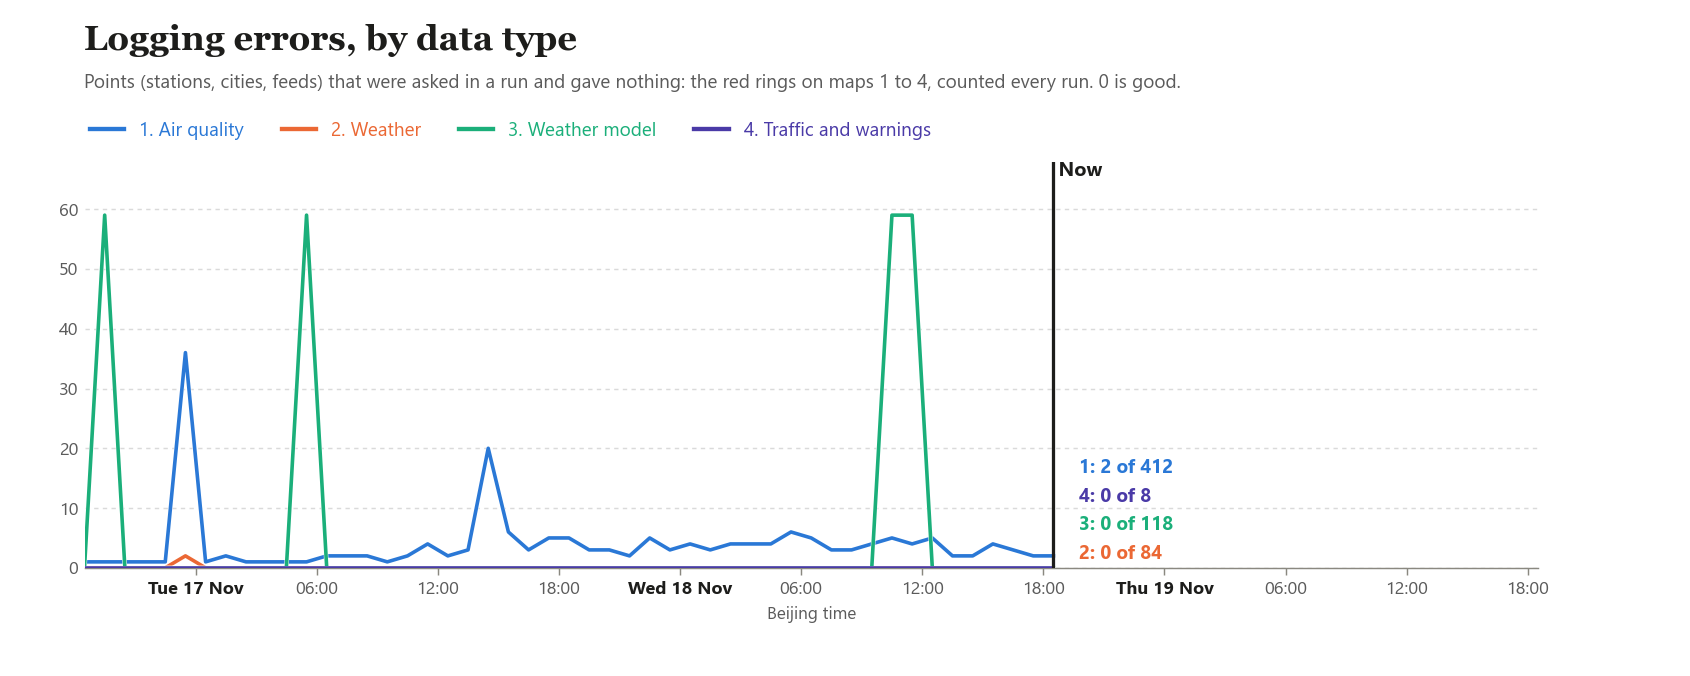 Logging errors, by data type
Points (stations, cities, feeds) that were asked in a run and gave nothing: the red rings on maps 1 to 4, counted every run. 0 is good.
1. Air quality 2. Weather 3. Weather model 4. Traffic and warnings
Now
60
50
40
30
20
10
0
1: 2 of 412
4: 0 of 8
3: 0 of 118
2: 0 of 84
Tue 17 Nov 06:00 12:00 18:00 Wed 18 Nov 06:00 12:00 18:00 Thu 19 Nov 06:00 12:00 18:00
Beijing time